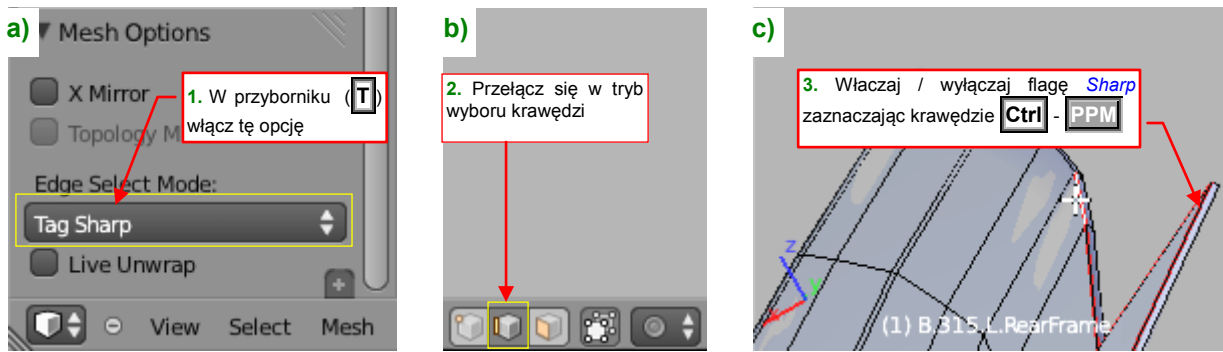 a)
Mesh Options
X Mirror
Topology M
Edge Select Mode:
Tag Sharp
Live Unwrap
View Select Mesh
1. W przyborniku (T)
włącz tę opcję
b)
2. Przełącz się w tryb
wyboru krawędzi
c)
3. Właczaj / wyłączaj flagę Sharp
zaznaczając krawędzie Ctrl - PPM
z
y
(1) B.315.L.RearFrame